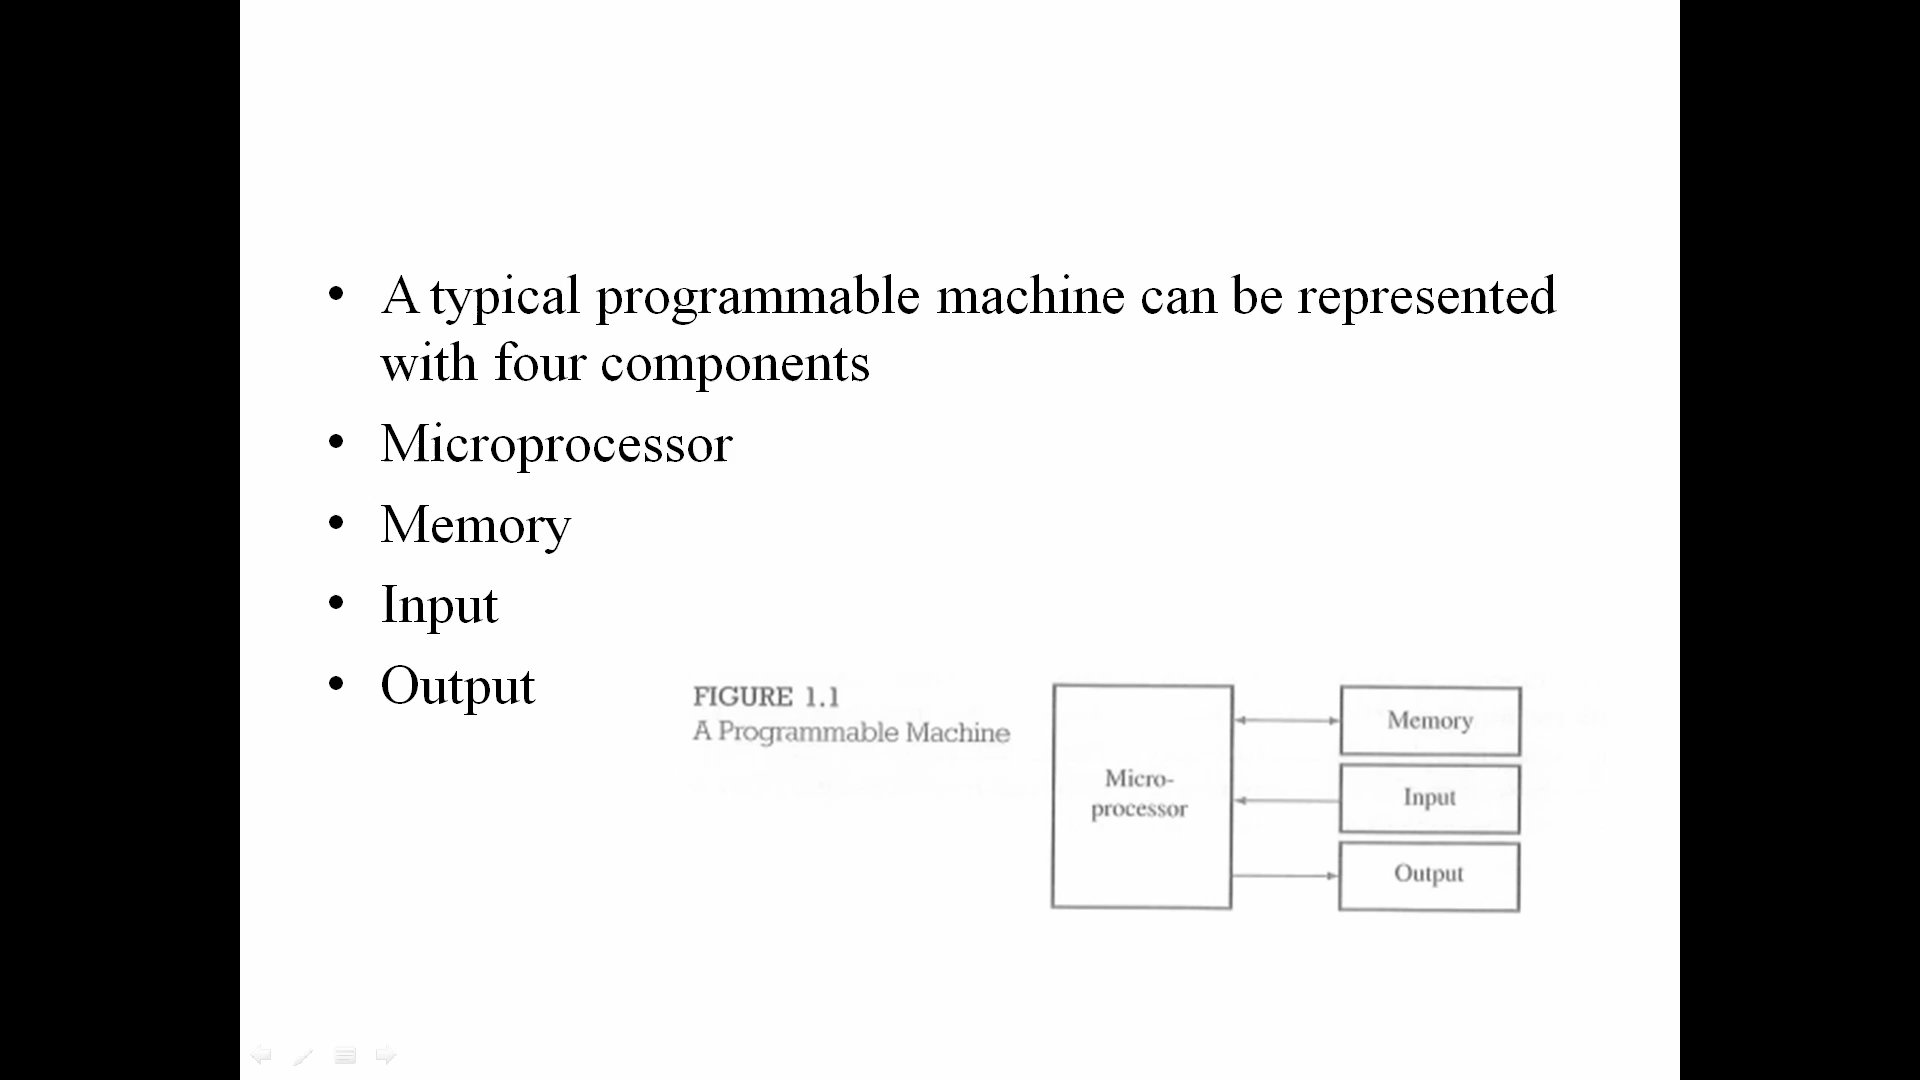 • A typical programmable machine can be represented
with four components
• Microprocessor
• Memory
• Input
• Output
FIGURE 1.1
A Programmable Machine
Micro-
processor
Memory
Input
Output